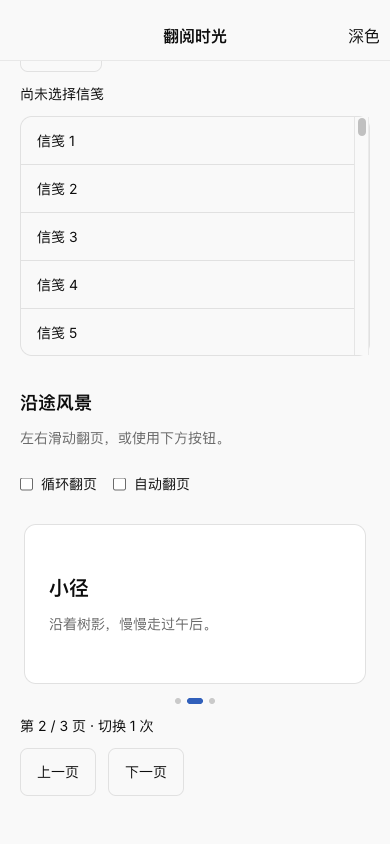 翻阅时光
深色
尚未选择信笺
信笺 1
信笺 2
信笺 3
信笺 4
信笺 5
沿途风景
左右滑动翻页，或使用下方按钮。
循环翻页
自动翻页
小径
沿着树影，慢慢走过午后。
第 2 / 3 页 · 切换 1 次
上一页
下一页